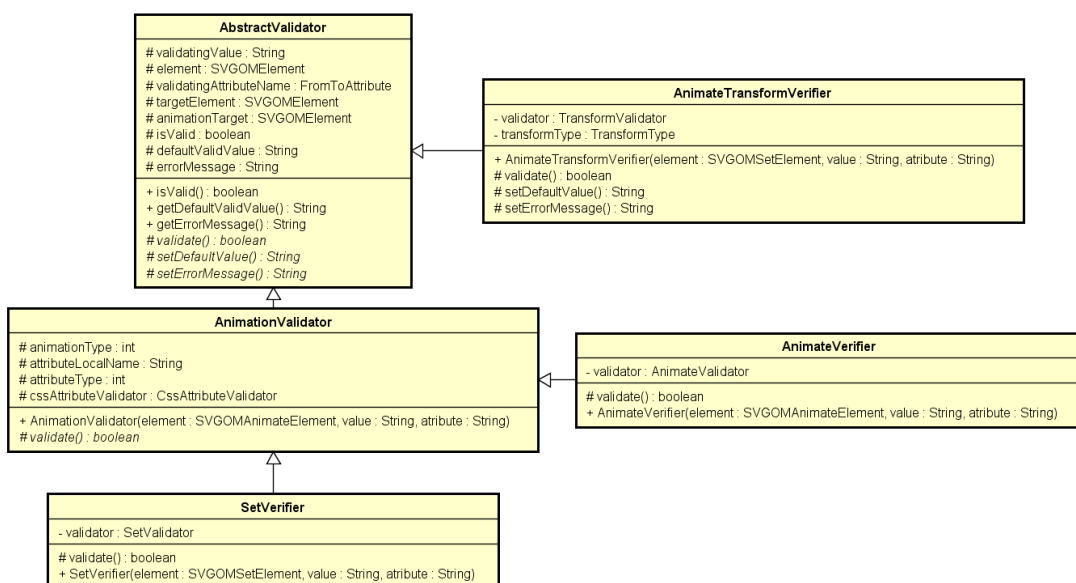 AbstractValidator
# validatingValue : String
# element : SVGOMElement
# validatingAttributeName : FromToAttribute
# targetElement : SVGOMElement
# animationTarget : SVGOMElement
# isValid : boolean
# defaultValidValue : String
# errorMessage : String
+ isValid() : boolean
+ getDefaultValidValue() : String
+ getErrorMessage() : String
# validate() : boolean
# setDefaultValue() : String
# setErrorMessage() : String
AnimateTransformVerifier
- validator : TransformValidator
- transformType : TransformType
+ AnimateTransformVerifier(element : SVGOMSetElement, value : String, atribute : String)
# validate() : boolean
# setDefaultValue() : String
# setErrorMessage() : String
AnimationValidator
# animationType : int
# attributeLocalName : String
# attributeType : int
# cssAttributeValidator : CssAttributeValidator
+ AnimationValidator(element : SVGOMAnimateElement, value : String, atribute : String)
# validate() : boolean
AnimateVerifier
- validator : AnimateValidator
# validate() : boolean
+ AnimateVerifier(element : SVGOMAnimateElement, value : String, atribute : String)
SetVerifier
- validator : SetValidator
# validate() : boolean
+ SetVerifier(element : SVGOMSetElement, value : String, atribute : String)